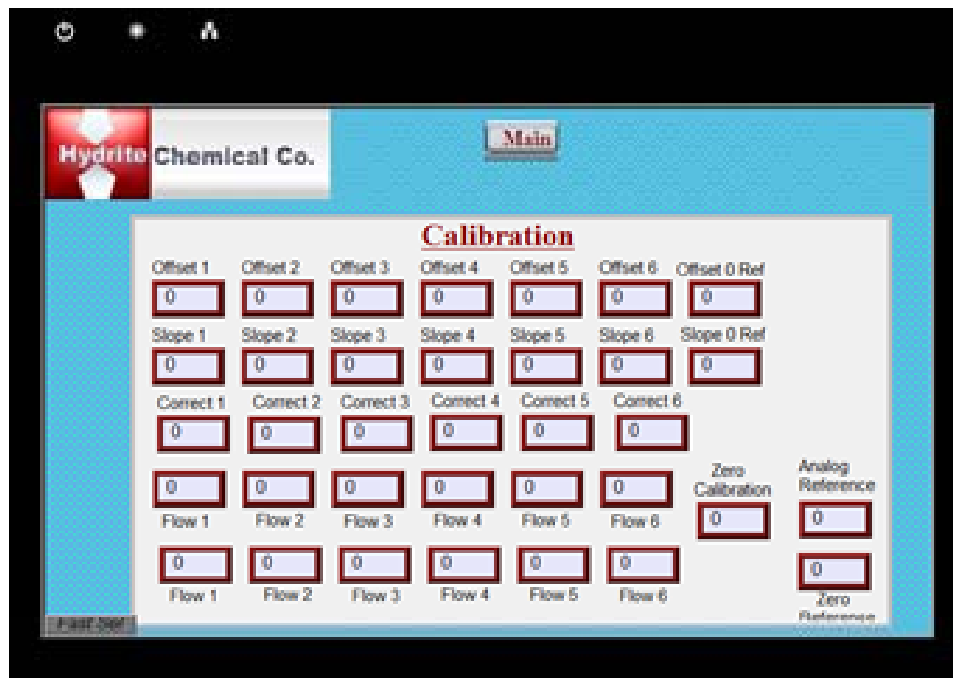 Hydrite Chemical Co.
Main
Calibration
Offset 1 Offset 2 Offset 3 Offset 4 Offset 5 Offset 6 Offset 0 Ref
0 0 0 0 0 0 0
Slope 1 Slope 2 Slope 3 Slope 4 Slope 5 Slope 6 Slope 0 Ref
0 0 0 0 0 0 0
Correct 1 Correct 2 Correct 3 Correct 4 Correct 5 Correct 6
0 0 0 0 0 0
Zero Calibration
Analog Reference
0 0 0 0 0 0 0 0
Flow 1 Flow 2 Flow 3 Flow 4 Flow 5 Flow 6
0 0 0 0 0 0 0
Flow 1 Flow 2 Flow 3 Flow 4 Flow 5 Flow 6
Zero
Reference